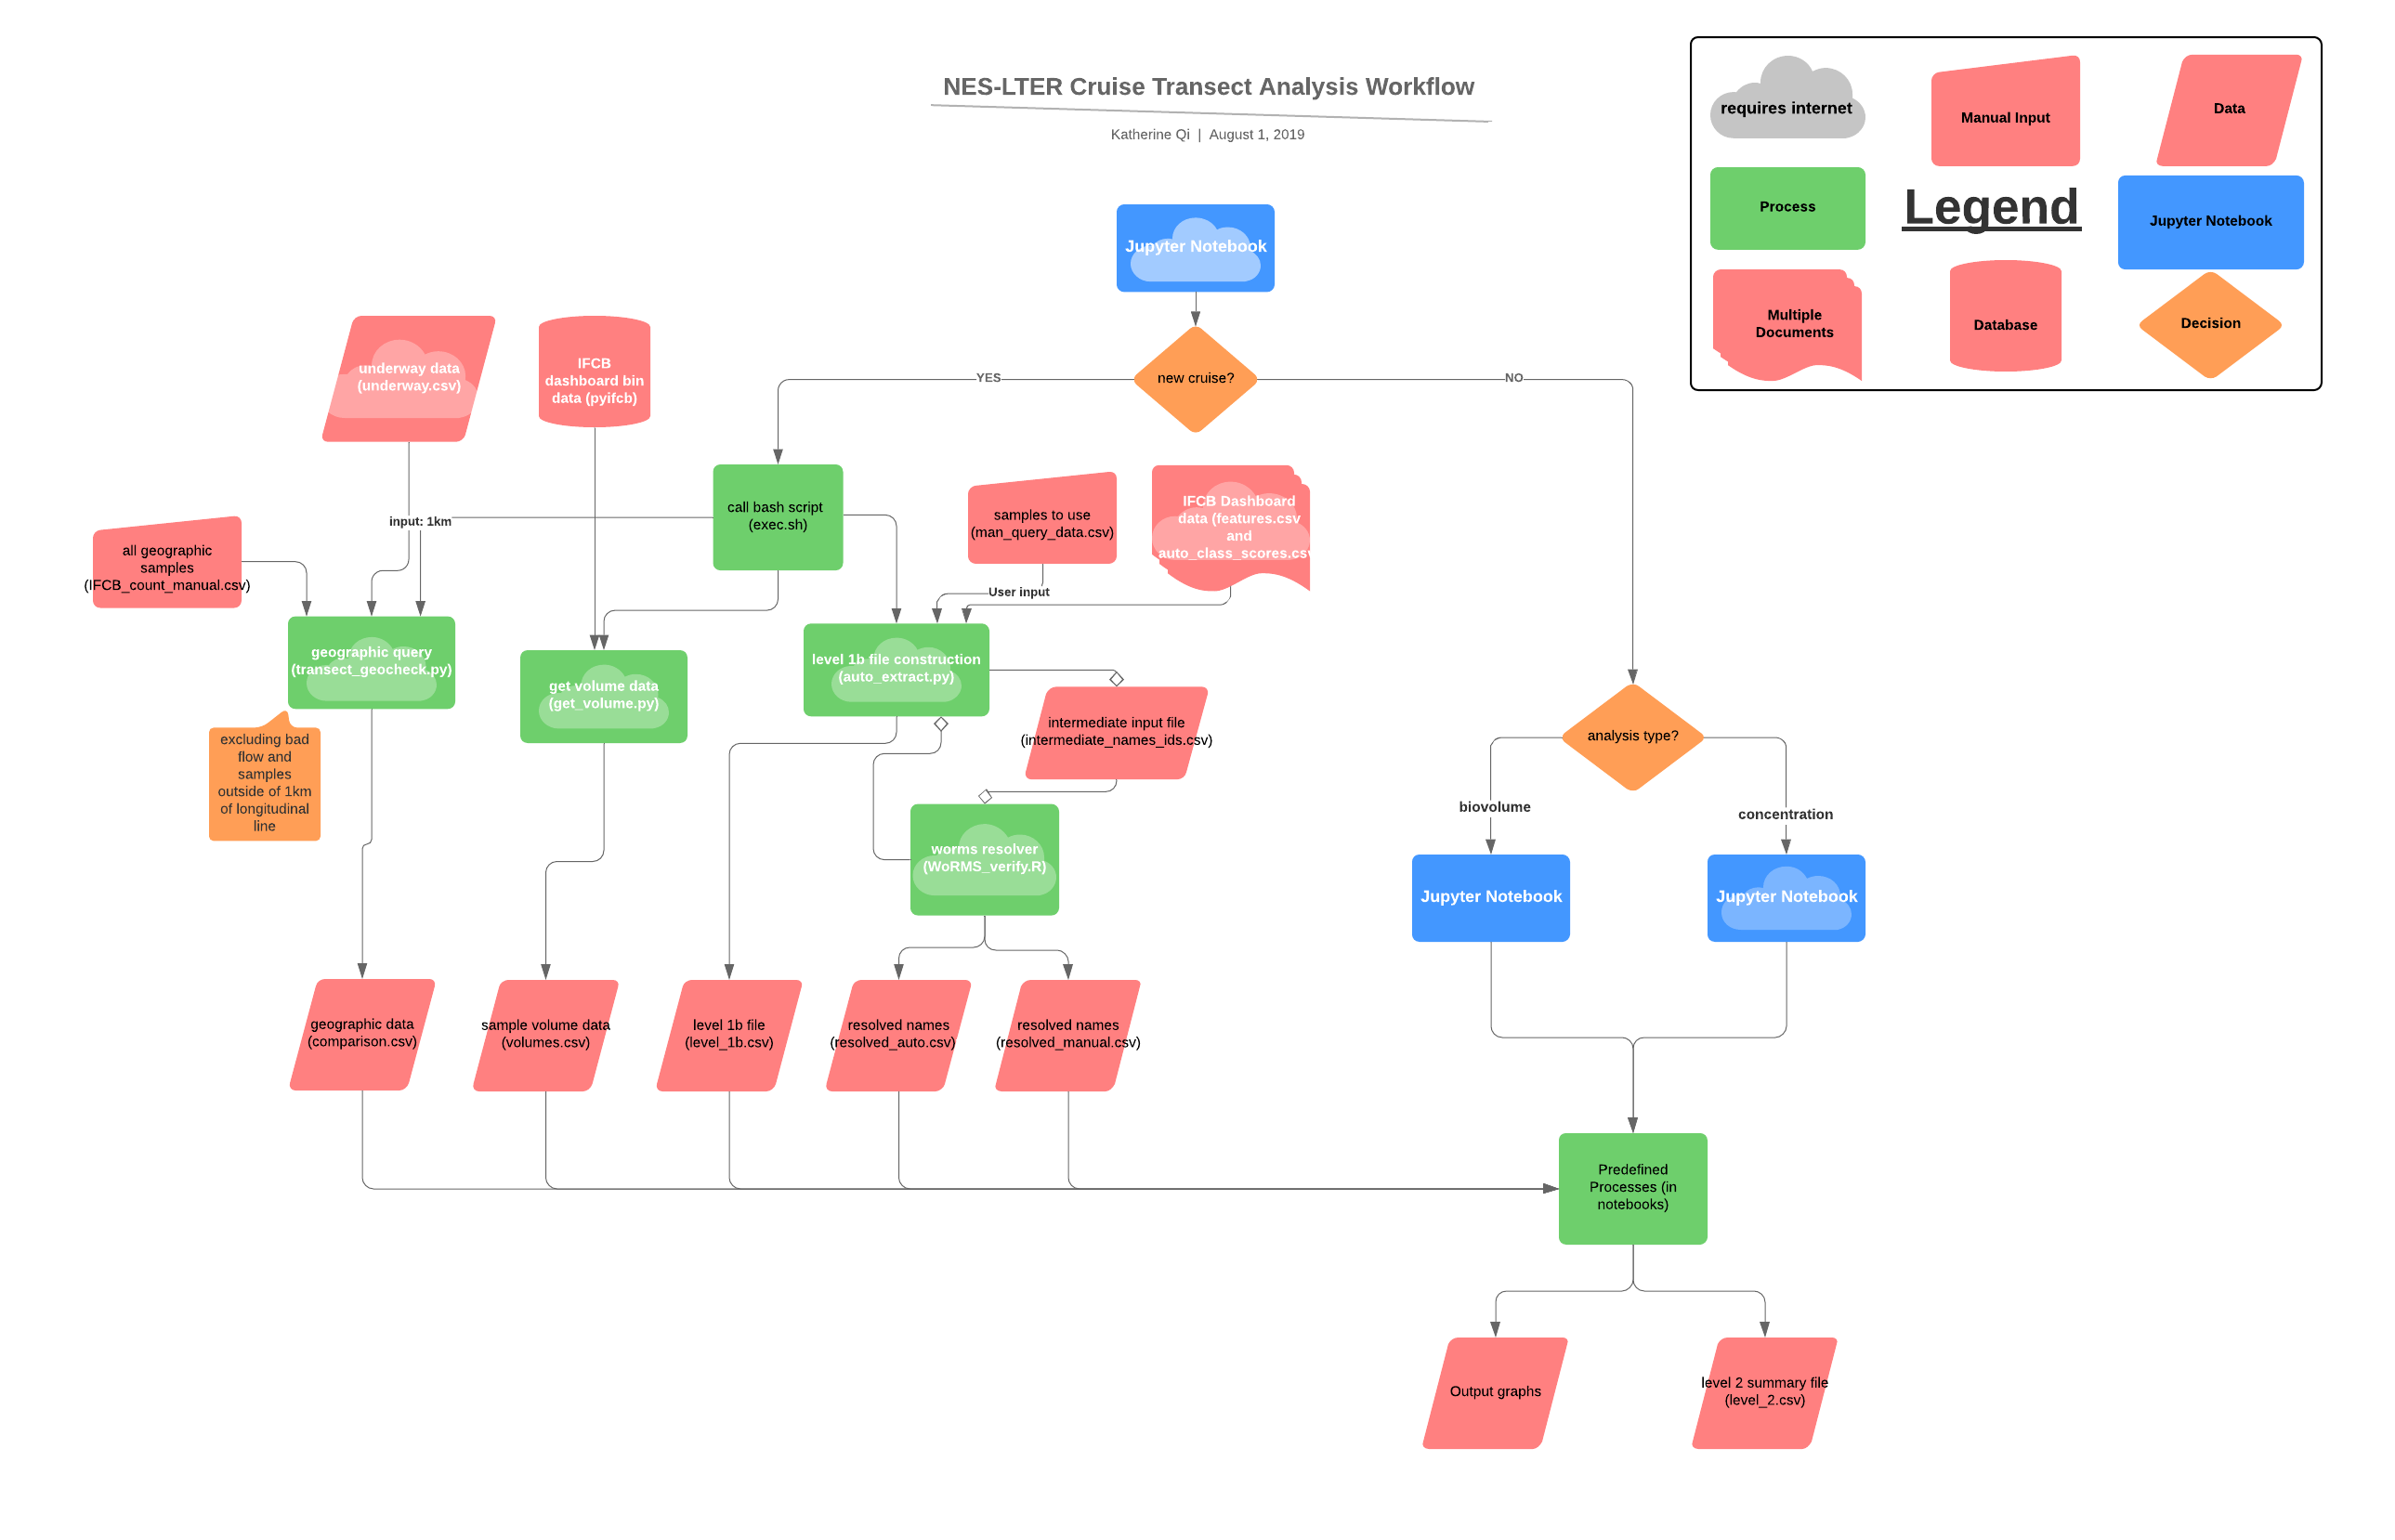 NES-LTER Cruise Transect Analysis Workflow
Katherine Qi  |  August 1, 2019
requires internet
Manual Input
Data
Process
Legend
Jupyter Notebook
Multiple
Documents
Database
Decision
Jupyter Notebook
new cruise?
YES
NO
underway data
(underway.csv)
IFCB
dashboard bin
data (pyifcb)
call bash script
(exec.sh)
samples to use
(man_query_data.csv)
IFCB Dashboard
data (features.csv
and
auto_class_scores.csv
input: 1km
all geographic
samples
(IFCB_count_manual.csv)
User input
geographic query
(transect_geocheck.py)
get volume data
(get_volume.py)
level 1b file construction
(auto_extract.py)
intermediate input file
(intermediate_names_ids.csv)
analysis type?
excluding bad
flow and
samples
outside of 1km
of longitudinal
line
biovolume
concentration
worms resolver
(WoRMS_verify.R)
Jupyter Notebook
Jupyter Notebook
geographic data
(comparison.csv)
sample volume data
(volumes.csv)
level 1b file
(level_1b.csv)
resolved names
(resolved_auto.csv)
resolved names
(resolved_manual.csv)
Predefined
Processes (in
notebooks)
Output graphs
level 2 summary file
(level_2.csv)